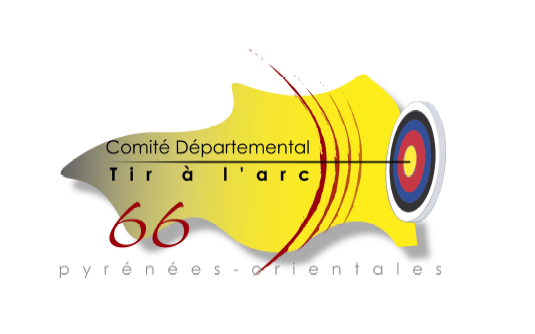 Comité Départemental
Tir à l'arc
66
pyrénées-orientales